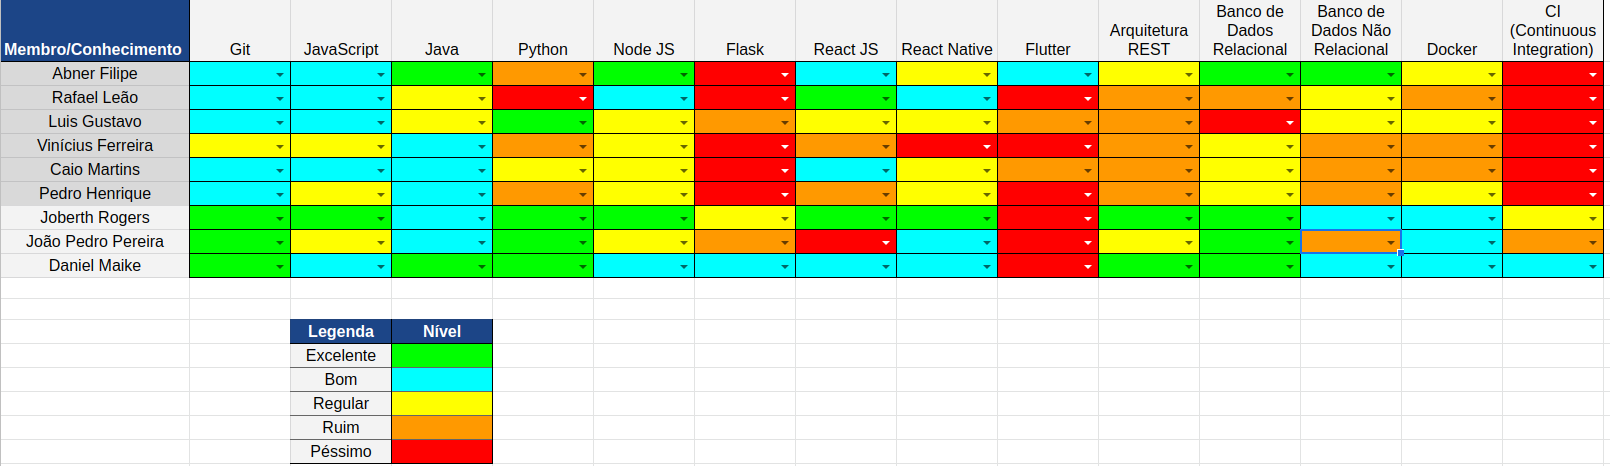 Membro/Conhecimento Git JavaScript Java Python Node JS Flask React JS React Native Flutter Arquitetura REST Banco de Dados Relacional Banco de Dados Não Relacional Docker CI (Continuous Integration)
Abner Filipe
Rafael Leão
Luis Gustavo
Vinícius Ferreira
Caio Martins
Pedro Henrique
Joberth Rogers
João Pedro Pereira
Daniel Maike
Legenda Nível
Excelente
Bom
Regular
Ruim
Péssimo